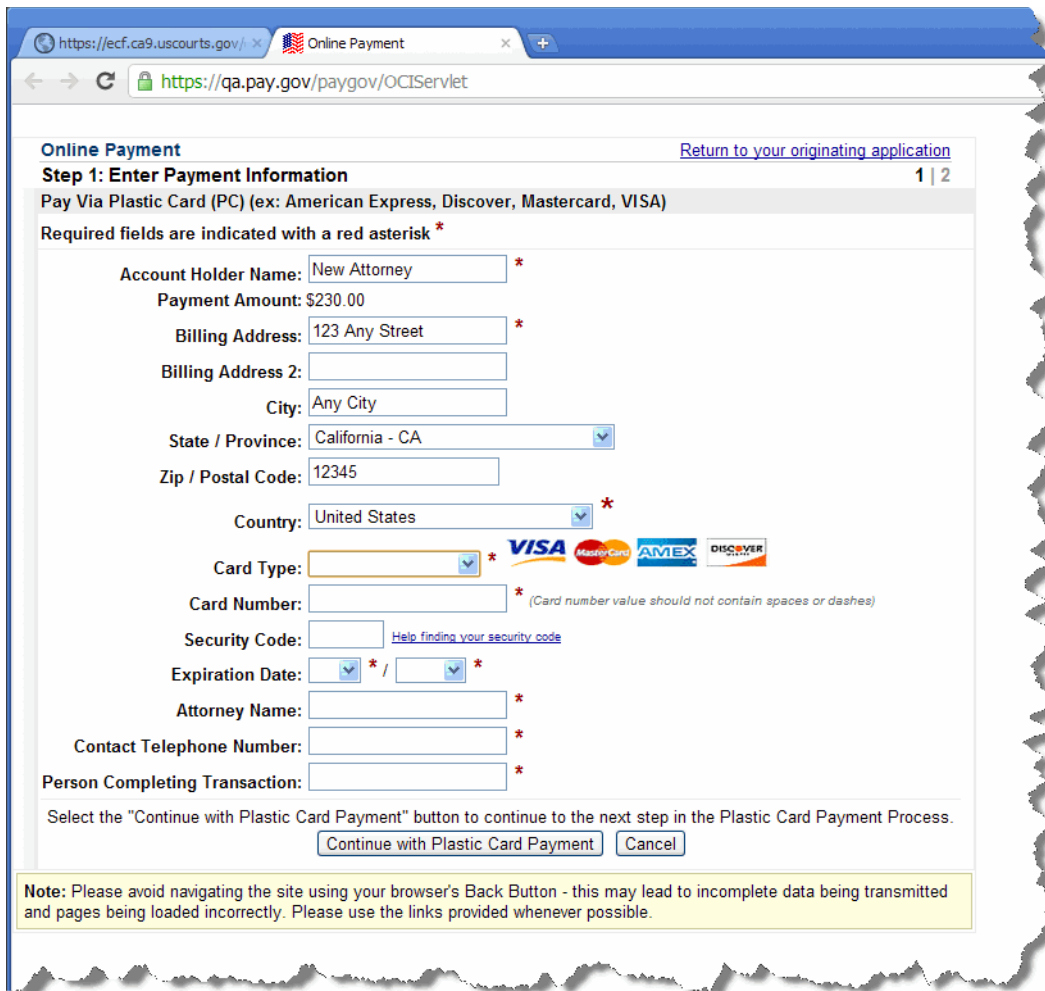 https://ecf.ca9.uscourts.gov/ Online Payment
https://qa.pay.gov/paygov/OCIServlet
Online Payment Return to your originating application
Step 1: Enter Payment Information 1 | 2
Pay Via Plastic Card (PC) (ex: American Express, Discover, Mastercard, VISA)
Required fields are indicated with a red asterisk *
Account Holder Name: New Attorney *
Payment Amount: $230.00
Billing Address: 123 Any Street *
Billing Address 2:
City: Any City
State / Province: California - CA
Zip / Postal Code: 12345
Country: United States *
Card Type: * VISA MasterCard AMEX DISCOVER
Card Number: * (Card number value should not contain spaces or dashes)
Security Code: Help finding your security code
Expiration Date: * / *
Attorney Name: *
Contact Telephone Number: *
Person Completing Transaction: *
Select the "Continue with Plastic Card Payment" button to continue to the next step in the Plastic Card Payment Process.
Continue with Plastic Card Payment Cancel
Note: Please avoid navigating the site using your browser's Back Button - this may lead to incomplete data being transmitted
and pages being loaded incorrectly. Please use the links provided whenever possible.